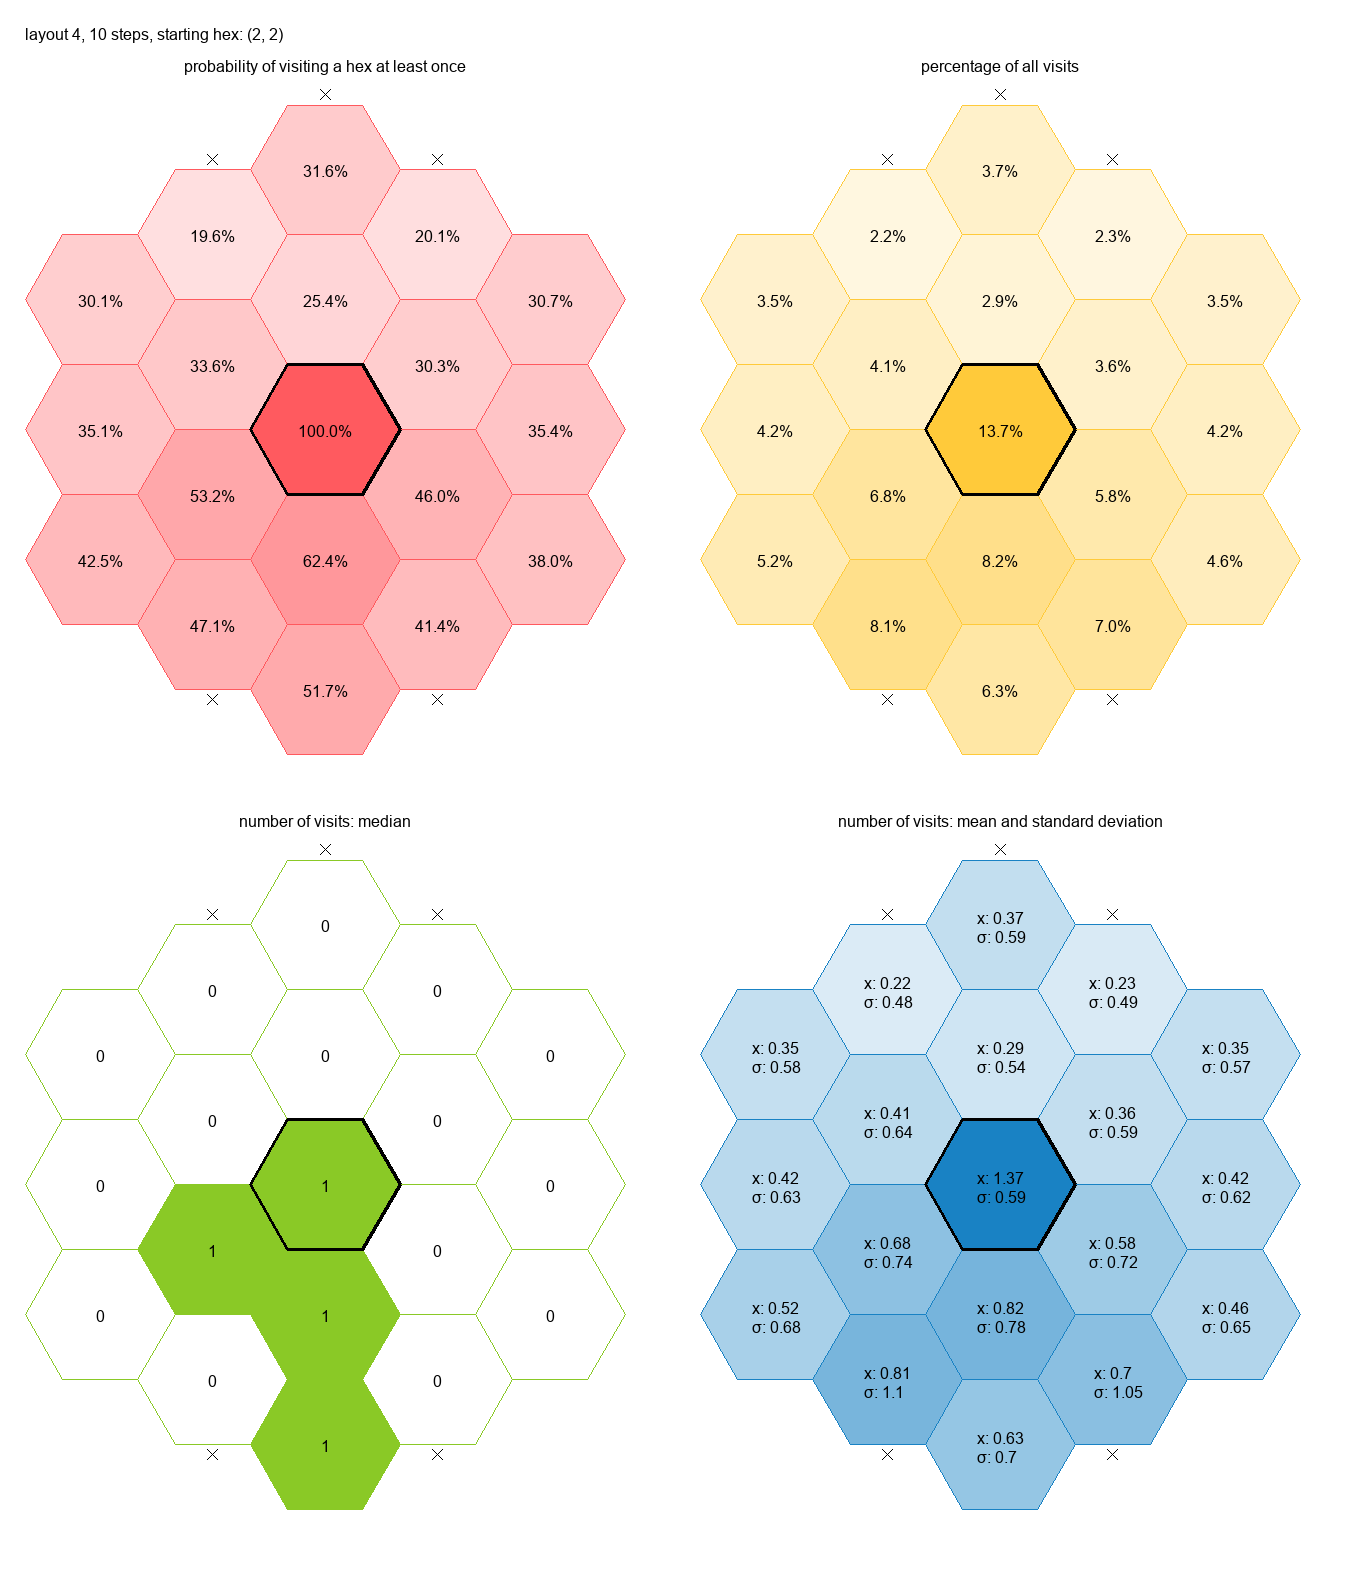 layout 4, 10 steps, starting hex: (2, 2)
probability of visiting a hex at least once
31.6%
19.6%
20.1%
30.1%
25.4%
30.7%
33.6%
30.3%
35.1%
100.0%
35.4%
53.2%
46.0%
42.5%
62.4%
38.0%
47.1%
41.4%
51.7%
percentage of all visits
3.7%
2.2%
2.3%
3.5%
2.9%
3.5%
4.1%
3.6%
4.2%
13.7%
4.2%
6.8%
5.8%
5.2%
8.2%
4.6%
8.1%
7.0%
6.3%
number of visits: median
0
0
0
0
0
0
0
0
0
1
0
1
0
0
1
0
0
0
1
number of visits: mean and standard deviation
x: 0.37
σ: 0.59
x: 0.22
σ: 0.48
x: 0.23
σ: 0.49
x: 0.35
σ: 0.58
x: 0.29
σ: 0.54
x: 0.35
σ: 0.57
x: 0.41
σ: 0.64
x: 0.36
σ: 0.59
x: 0.42
σ: 0.63
x: 1.37
σ: 0.59
x: 0.42
σ: 0.62
x: 0.68
σ: 0.74
x: 0.58
σ: 0.72
x: 0.52
σ: 0.68
x: 0.82
σ: 0.78
x: 0.46
σ: 0.65
x: 0.81
σ: 1.1
x: 0.7
σ: 1.05
x: 0.63
σ: 0.7